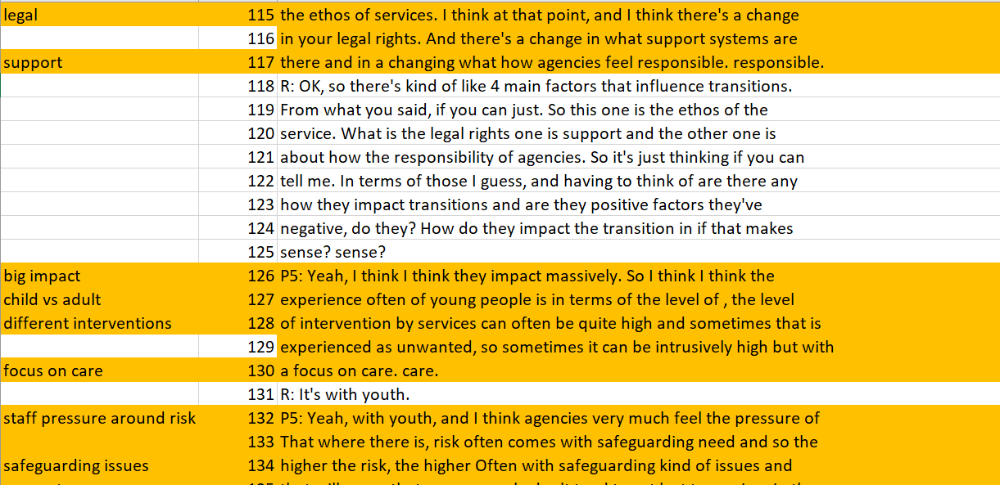 legal 115 the ethos of services. I think at that point, and I think there's a change
116 in your legal rights. And there's a change in what support systems are
support 117 there and in a changing what how agencies feel responsible. responsible.
118 R: OK, so there's kind of like 4 main factors that influence transitions.
119 From what you said, if you can just. So this one is the ethos of the
120 service. What is the legal rights one is support and the other one is
121 about how the responsibility of agencies. So it's just thinking if you can
122 tell me. In terms of those I guess, and having to think of are there any
123 how they impact transitions and are they positive factors they've
124 negative, do they? How do they impact the transition in if that makes
125 sense? sense?
big impact 126 P5: Yeah, I think I think they impact massively. So I think I think the
child vs adult 127 experience often of young people is in terms of the level of , the level
different interventions 128 of intervention by services can often be quite high and sometimes that is
129 experienced as unwanted, so sometimes it can be intrusively high but with
focus on care 130 a focus on care. care.
131 R: It's with youth.
staff pressure around risk 132 P5: Yeah, with youth, and I think agencies very much feel the pressure of
133 That where there is, risk often comes with safeguarding need and so the
safeguarding issues 134 higher the risk, the higher Often with safeguarding kind of issues and